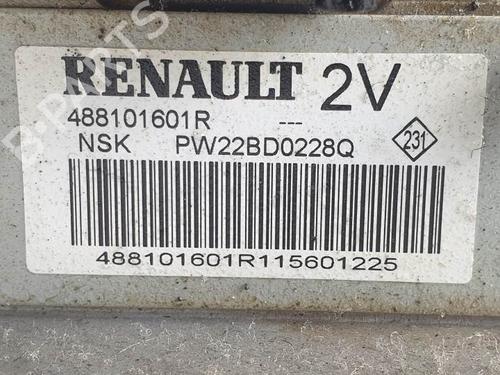 B-PARTS
RENAULT 2V
488101601R ---
NSK PW22BD0228Q 231
488101601R115601225